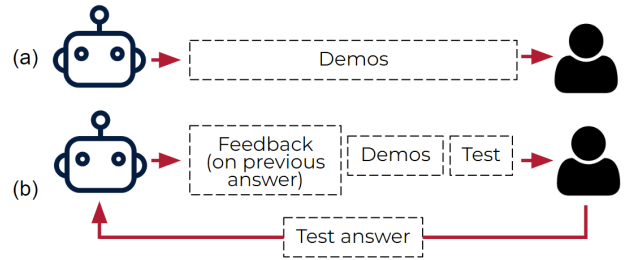 (a)
Demos
(b)
Feedback
(on previous
answer)
Demos
Test
Test answer